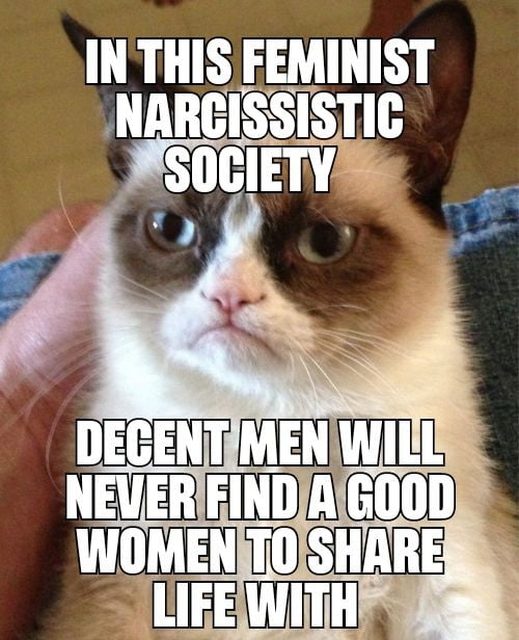 IN THIS FEMINIST
NARCISSISTIC
SOCIETY
DECENT MEN WILL
NEVER FIND A GOOD
WOMEN TO SHARE
LIFE WITH